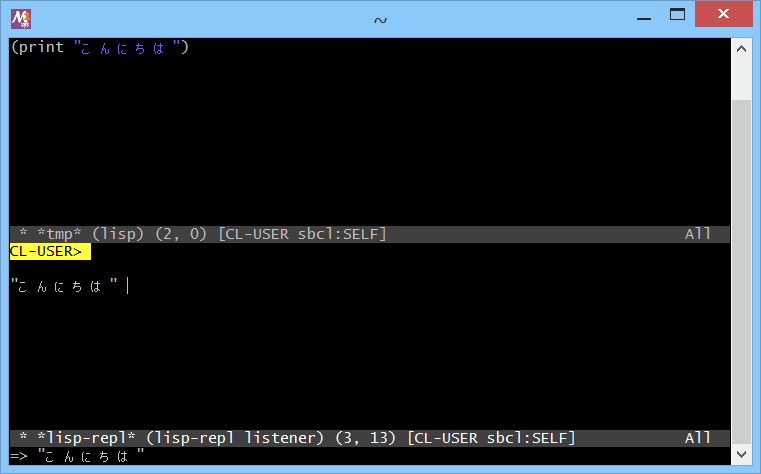 ~
(print "こんにちは")
* *tmp* (lisp) (2, 0) [CL-USER sbcl:SELF] All
CL-USER>
"こんにちは"
* *lisp-repl* (lisp-repl listener) (3, 13) [CL-USER sbcl:SELF] All
=> "こんにちは"